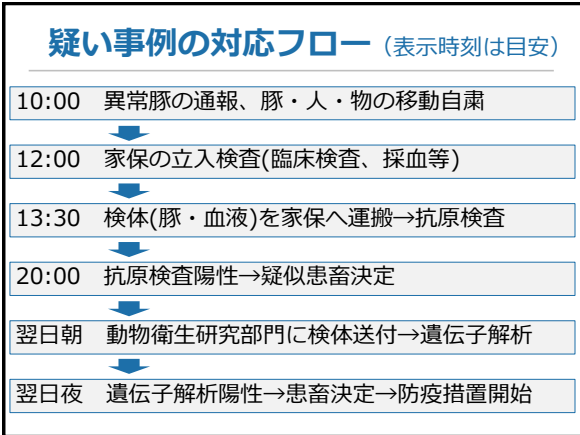 疑い事例の対応フロー(表示時刻は目安)
10:00 異常豚の通報、豚・人・物の移動自粛
12:00 家保の立入検査(臨床検査、採血等)
13:30 検体(豚・血液)を家保へ運搬→抗原検査
20:00 抗原検査陽性→疑似患畜決定
翌日朝 動物衛生研究部門に検体送付→遺伝子解析
翌日夜 遺伝子解析陽性→患畜決定→防疫措置開始